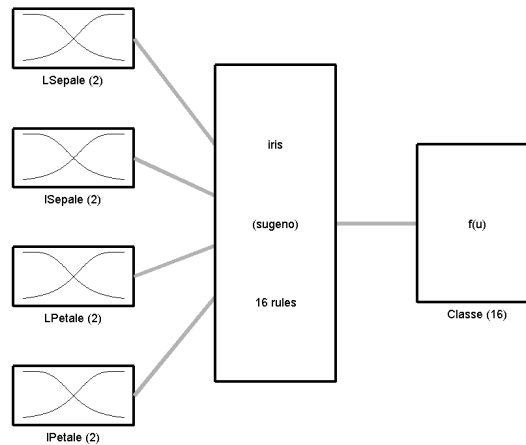 LSepale (2)
lSepale (2)
LPetale (2)
lPetale (2)
iris
(sugeno)
16 rules
f(u)
Classe (16)